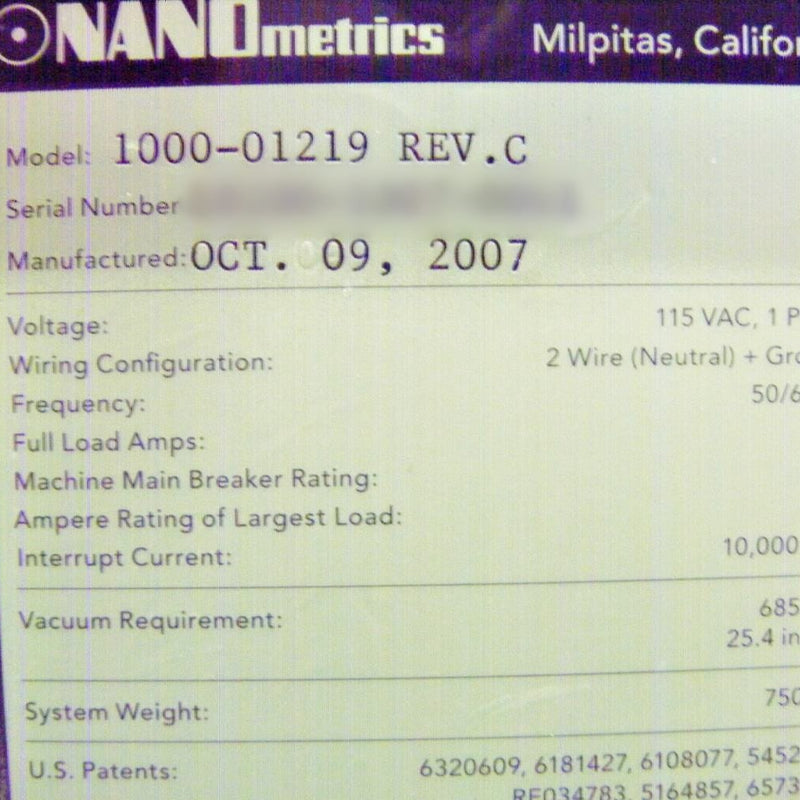 NANOmetrics Milpitas, Califor
Model: 1000-01219 REV.C
Serial Number
Manufactured: OCT. 09, 2007
Voltage: 115 VAC, 1 P
Wiring Configuration: 2 Wire (Neutral) + Gro
Frequency: 50/6
Full Load Amps:
Machine Main Breaker Rating:
Ampere Rating of Largest Load:
Interrupt Current: 10,000
Vacuum Requirement: 685
25.4 in
System Weight: 750
U.S. Patents: 6320609, 6181427, 6108077, 5452
RE034783, 5164857, 6573